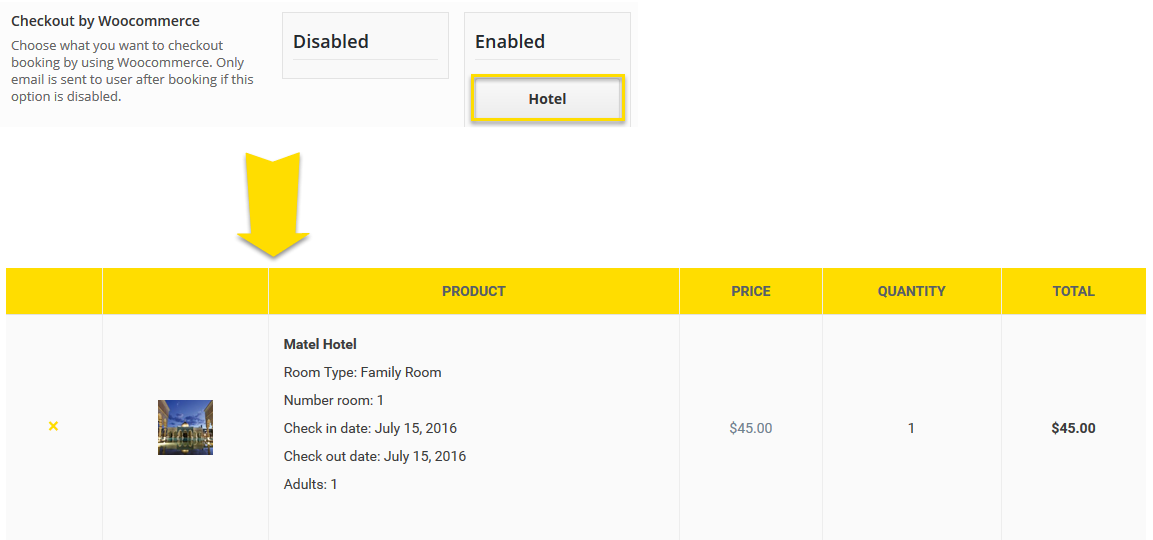 Checkout by Woocommerce
Choose what you want to checkout
booking by using Woocommerce. Only
email is sent to user after booking if this
option is disabled.
Disabled
Enabled
Hotel
PRODUCT PRICE QUANTITY TOTAL
Matel Hotel
Room Type: Family Room
Number room: 1
× Check in date: July 15, 2016 $45.00 1 $45.00
Check out date: July 15, 2016
Adults: 1